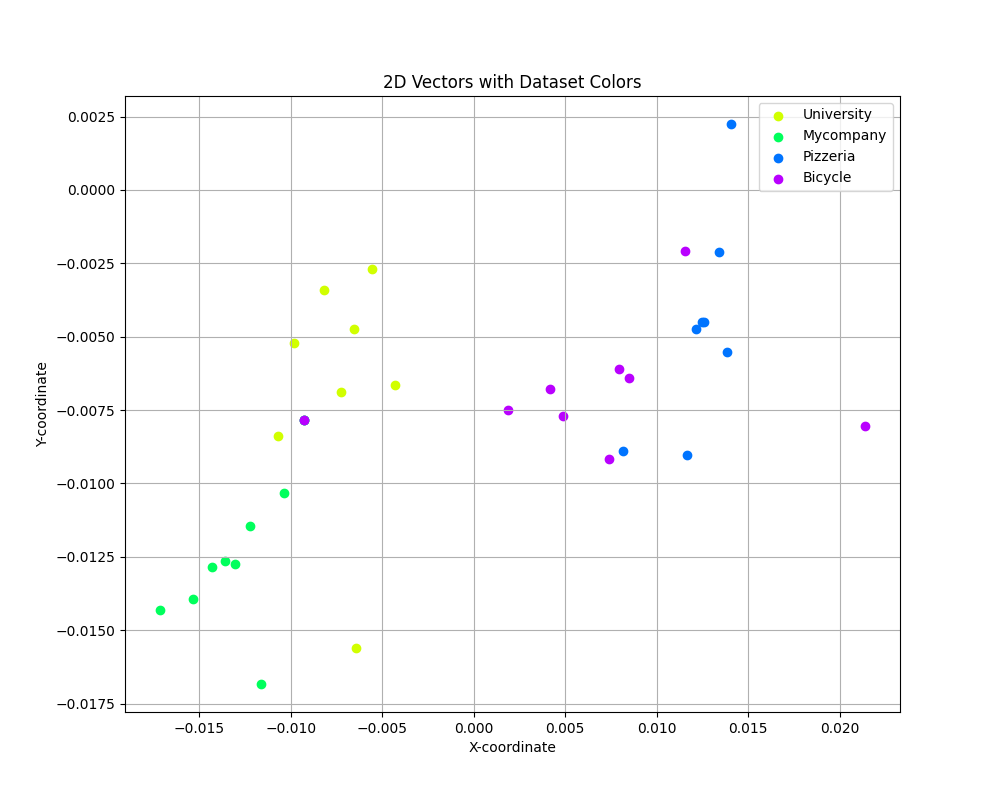 2D Vectors with Dataset Colors
University
Mycompany
Pizzeria
Bicycle
0.0025
0.0000
−0.0025
−0.0050
−0.0075
−0.0100
−0.0125
−0.0150
−0.0175
Y-coordinate
−0.015 −0.010 −0.005 0.000 0.005 0.010 0.015 0.020
X-coordinate